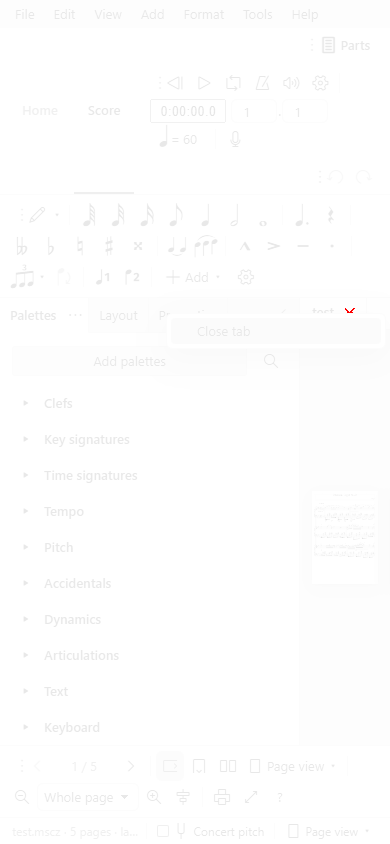 File Edit View Add Format Tools Help
Parts
Home Score 0:00:00.0 1 . 1
= 60
Add
Palettes Layout
Close tab
Add palettes
Clefs
Key signatures
Time signatures
Tempo
Pitch
Accidentals
Dynamics
Articulations
Text
Keyboard
1 / 5 Page view
Whole page ?
test.mscz - 5 pages - la... Concert pitch Page view